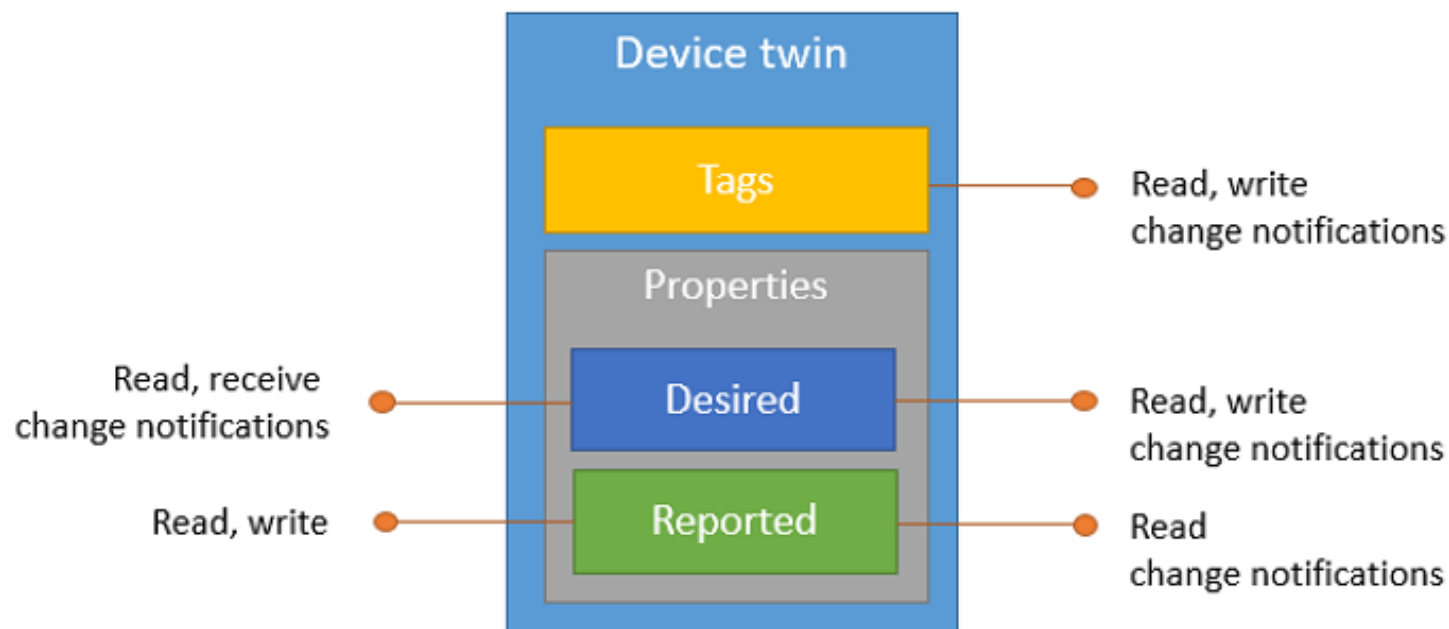 Device twin
Tags
Read, write
change notifications
Properties
Read, receive
change notifications
Desired
Read, write
change notifications
Read, write
Reported
Read
change notifications